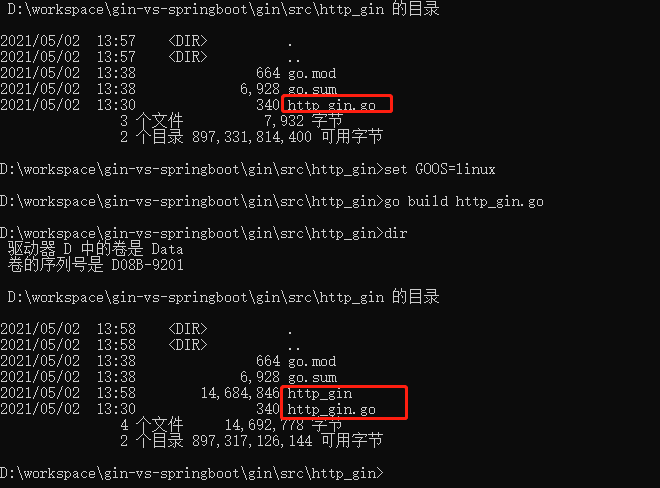 D:\workspace\gin-vs-springboot\gin\src\http_gin 的目录
2021/05/02  13:57    <DIR>          .
2021/05/02  13:57    <DIR>          ..
2021/05/02  13:38               664 go.mod
2021/05/02  13:38             6,928 go.sum
2021/05/02  13:30               340 http_gin.go
3 个文件          7,932 字节
2 个目录 897,331,814,400 可用字节
D:\workspace\gin-vs-springboot\gin\src\http_gin>set GOOS=linux
D:\workspace\gin-vs-springboot\gin\src\http_gin>go build http_gin.go
D:\workspace\gin-vs-springboot\gin\src\http_gin>dir
驱动器 D 中的卷是 Data
卷的序列号是 D08B-9201
D:\workspace\gin-vs-springboot\gin\src\http_gin 的目录
2021/05/02  13:58    <DIR>          .
2021/05/02  13:58    <DIR>          ..
2021/05/02  13:38               664 go.mod
2021/05/02  13:38             6,928 go.sum
2021/05/02  13:58        14,684,846 http_gin
2021/05/02  13:30               340 http_gin.go
4 个文件     14,692,778 字节
2 个目录 897,317,126,144 可用字节
D:\workspace\gin-vs-springboot\gin\src\http_gin>